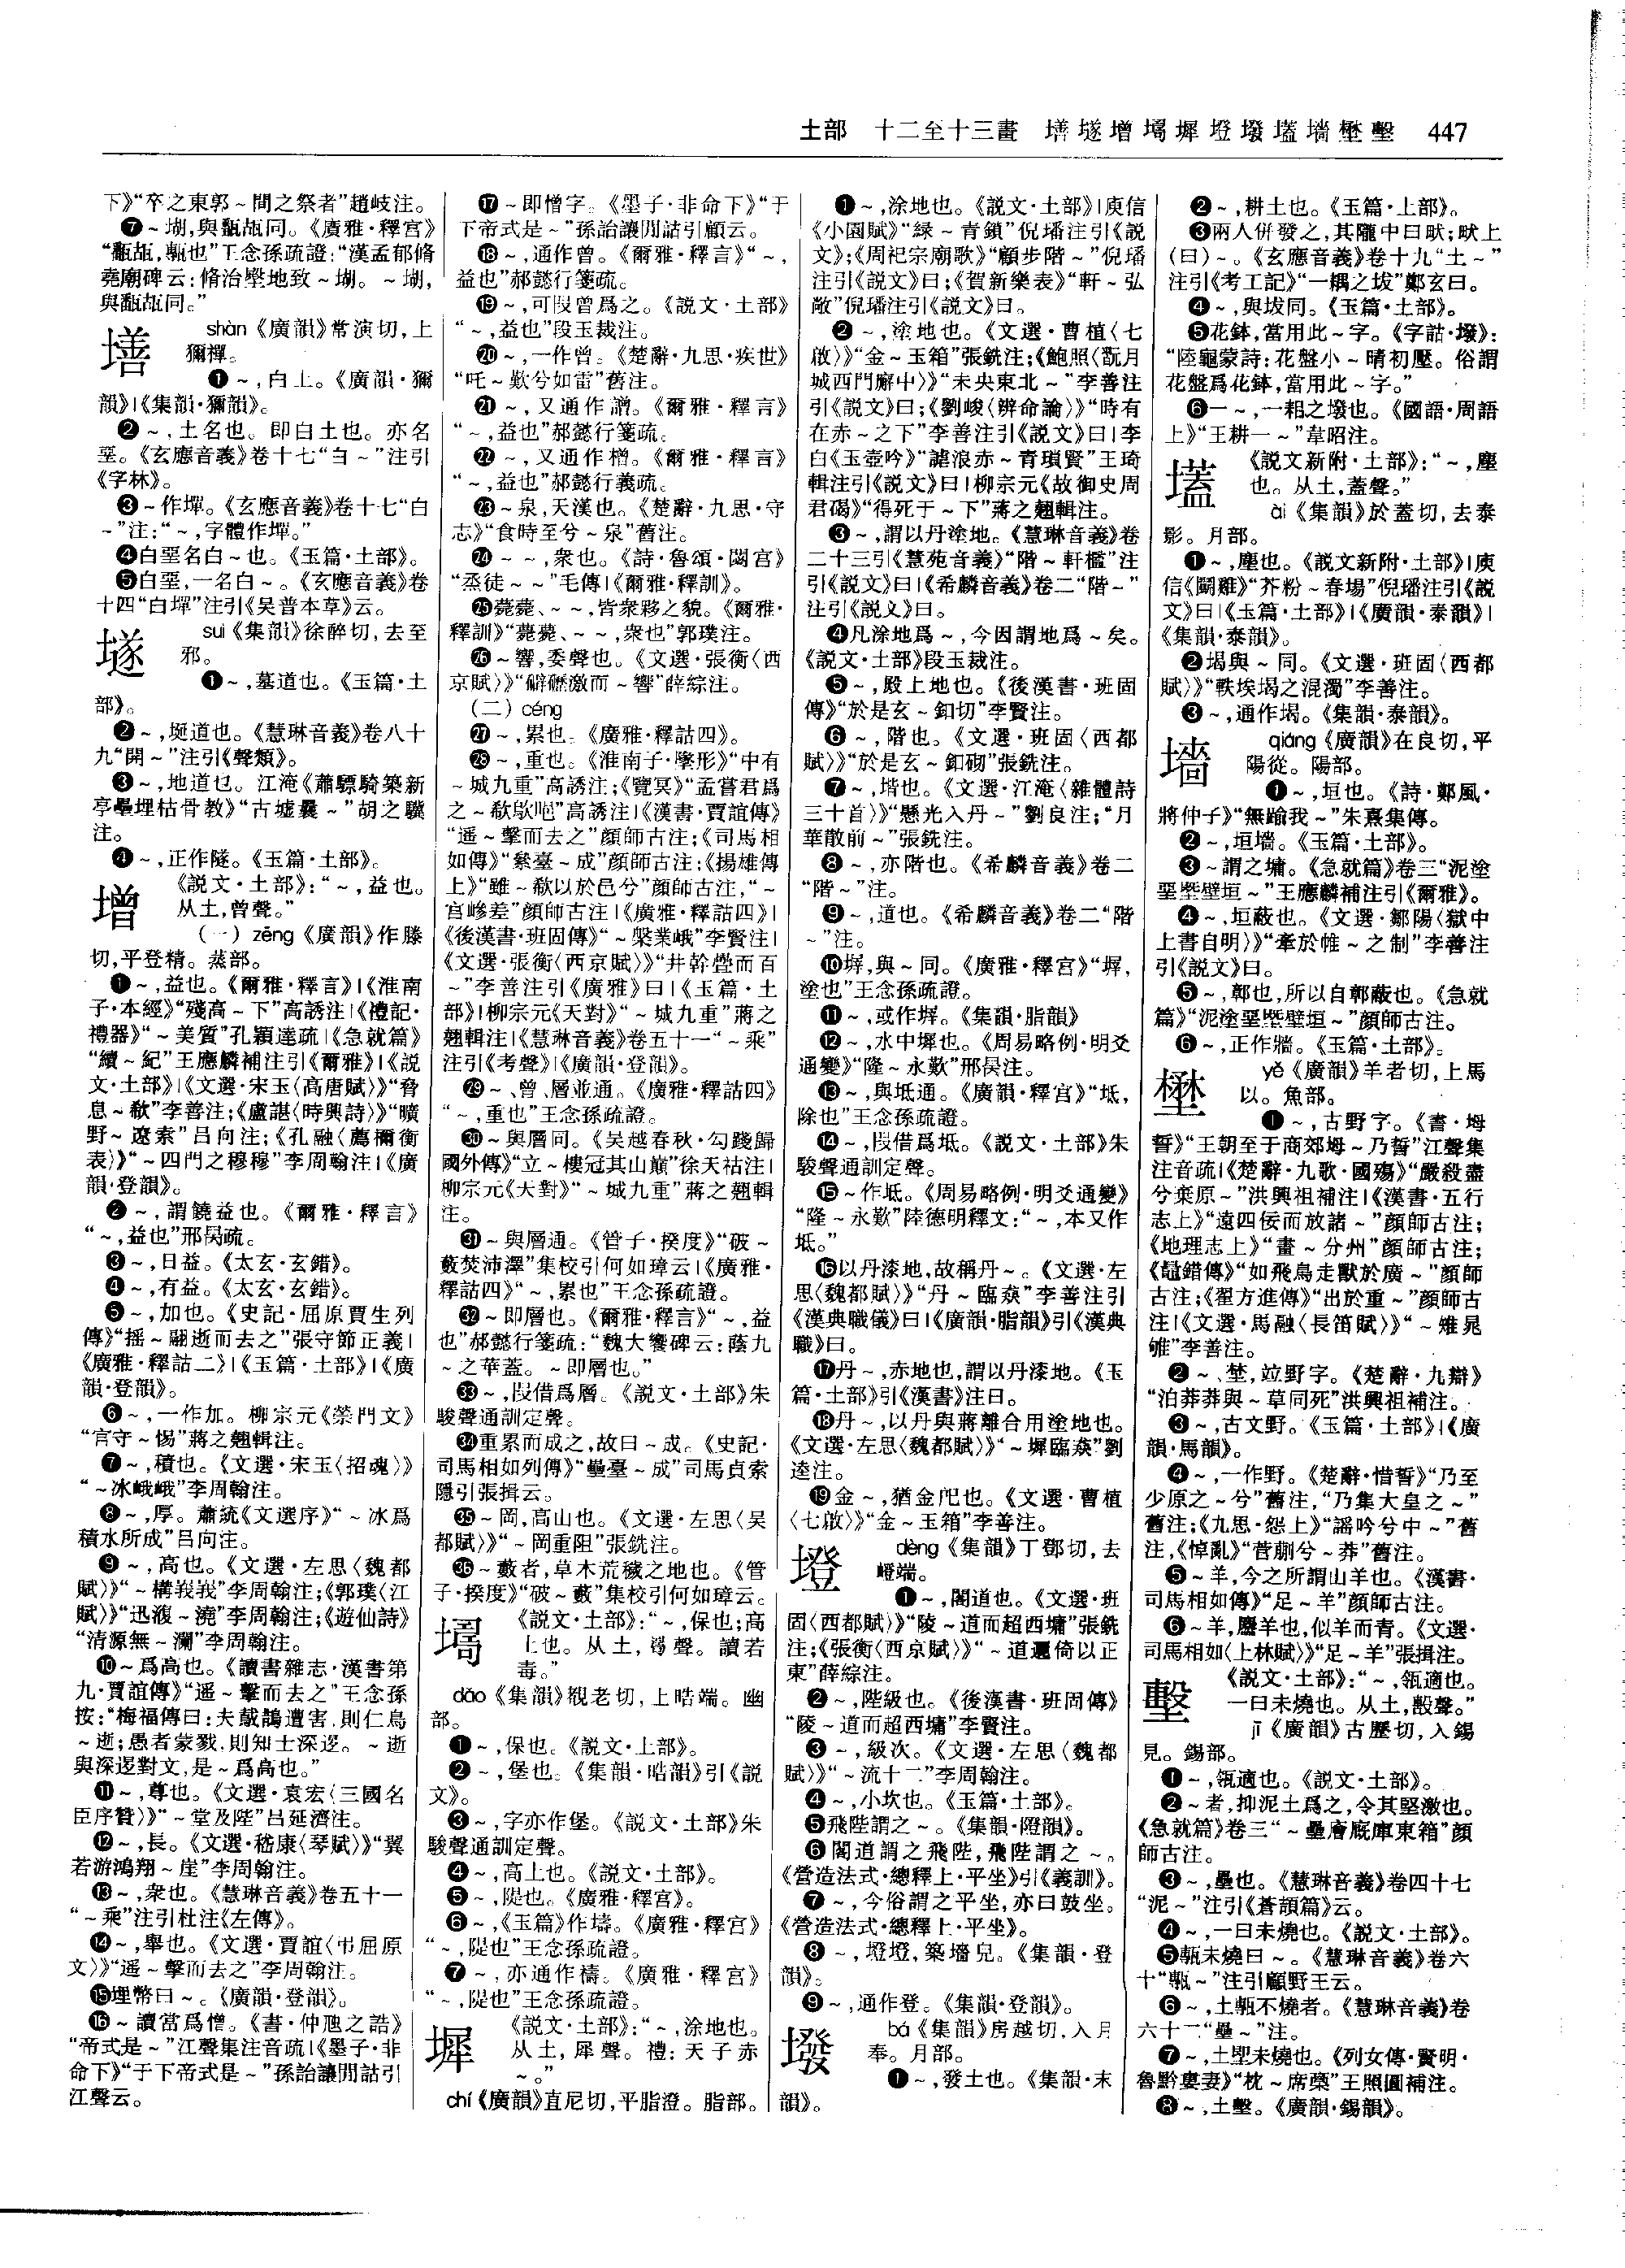 土部　十二至十三畫　墡㙽增㙮墀墱墢壒墻壄墼　447
下》“卒之東郭～間之祭者”趙岐注。
❼～瑚,與瓳同。《廣雅·釋宮》
堯廟碑云:脩治壂地致～
墡
shàn《廣韻》常演切,上
獮禪。
❶～,白土。《廣韻·獮
韻》|《集韻·獮韻》。
❷～,土名也。即白土也。亦名
堊。《玄應音義》卷十七“白～”注引
《字林》。
❸～作墠。《玄應音義》卷十七“白
～”注:“～,字體作墠。”
❹白堊名白～也。《玉篇·土部》。
❺白堊,一名白～。《玄應音義》卷
十四“白墠”注引《吴普本草》云。
suì《集韻》徐醉切,去至
邪。
❶～,墓道也。《玉篇·土
部》。
❷～,埏道也。《慧琳音義》卷八十
九“開～”注引《聲類》。
❸～,地道也。江淹《蕭驃騎築新
亭壘埋枯骨教》“古墟曩～”胡之驥
注。
❹～,正作隧。《玉篇·土部》。
增
《説文·土部》:“～,益也。
从土,曾聲。”
(一) zēng《廣韻》作滕
切,平登精。蒸部。
❶～,益也。《爾雅·釋言》|《淮南
子·本經》“殘高～下”高誘注|《禮記·
禮器》“～美質”孔穎達疏|《急就篇》
“續～紀”王應麟補注引《爾雅》|《説
文·土部》|《文選·宋玉〈高唐賦〉》“脅
息～欷”李善注;《盧諶〈時興詩〉》“曠
野～遼索”吕向注;《孔融〈薦禰衡
表〉》“～四門之穆穆”李周翰注|《廣
韻·登韻》。
❷～,謂饒益也。《爾雅·釋言》
“～,益也”邢昺疏。
❸～,日益。《太玄·玄錯》。
❹～,有益。《太玄·玄錯》。
❺～,加也。《史記·屈原賈生列
傳》“摇～翮逝而去之”張守節正義|
《廣雅·釋詁二》|《玉篇·土部》|《廣
韻·登韻》。
❻～,一作加。柳宗元《禜門文》
“官守～惕”蔣之翹輯注。
❼～,積也。《文選·宋玉〈招魂〉》
“～冰峨峨”李周翰注。
❽～,厚。蕭統《文選序》“～冰爲
積水所成”吕向注。
❾～,高也。《文選·左思〈魏都
賦〉》“～構峩峩”李周翰注;《郭璞〈江
賦〉》“迅澓～澆”李周翰注;《遊仙詩》
“清源無～瀾”李周翰注。
❿～爲高也。《讀書雜志·漢書第
九·賈誼傳》“遥～擊而去之”王念孫
按:“梅福傳曰:夫䳒鵲遭害,則仁鳥
～逝;愚者蒙戮,則知士深退。～逝
與深退對文,是～爲高也。”
⓫～,尊也。《文選·袁宏〈三國名
臣序贊〉》“～堂及陛”吕延濟注。
⓬～,長。《文選·嵇康〈琴賦〉》“翼
若游鴻翔～崖”李周翰注。
⓭～,衆也。《慧琳音義》卷五十一
“～乘”注引杜注《左傳》。
⓮～,舉也。《文選·賈誼〈弔屈原
文〉》“遥～擊而去之”李周翰注。
⓯埋幣曰～。《廣韻·登韻》。
⓰～讀當爲憎。《書·仲虺之誥》
“帝式是～”江聲集注音疏|《墨子·非
命下》“于下帝式是～”孫詒讓閒詁引
江聲云。
⓱～即憎字。《墨子·非命下》“于
下帝式是～”孫詒讓閒詁引顧云。
⓲～,通作曾。《爾雅·釋言》“～,
益也”郝懿行箋疏。
⓳～,可叚曾爲之。《説文·土部》
“～,益也”段玉裁注。
⓴～,一作曾。《楚辭·九思·疾世》
“吒～歎兮如雷”舊注。
㉑～,又通作譄。《爾雅·釋言》
“～,益也”郝懿行箋疏。
㉒～,又通作橧。《爾雅·釋言》
“～,益也”郝懿行義疏。
㉓～泉,天漢也。《楚辭·九思·守
志》“食時至兮～泉”舊注。
㉔～～,衆也。《詩·魯頌·閟宫》
“烝徒～～”毛傳|《爾雅·釋訓》。
㉕薨薨、～～,皆衆夥之貌。《爾雅·
釋訓》“薨薨、～～,衆也”郭璞注。
㉖～響,委聲也。《文選·張衡〈西
京賦〉》“砏磤激而～響”薛綜注。
(二) céng
㉗～,累也。《廣雅·釋詁四》。
㉘～,重也。《淮南子·墬形》“中有
～城九重”高誘注;《覽冥》“孟嘗君爲
之～欷歍唈”高誘注|《漢書·賈誼傳》
“遥～擊而去之”顔師古注;《司馬相
如傳》“絫臺～成”顔師古注;《揚雄傳
上》“雖～欷以於邑兮”顔師古注,“～
宫嵾差”顔師古注|《廣雅·釋詁四》|
《後漢書·班固傳》“～槃業峨”李賢注|
《文選·張衡〈西京賦〉》“井幹疊而百
～”李善注引《廣雅》曰|《玉篇·土
部》|柳宗元《天對》“～城九重”蔣之
翹輯注|《慧琳音義》卷五十一“～乘”
注引《考聲》|《廣韻·登韻》。
㉙～、曾、層並通。《廣雅·釋詁四》
“～,重也”王念孫疏證。
㉚～與層同。《吴越春秋·勾踐歸
國外傳》“立～樓冠其山巔”徐天祜注|
柳宗元《天對》“～城九重”蔣之翹輯
注。
㉛～與層通。《管子·揆度》“破～
藪焚沛澤”集校引何如璋云|《廣雅·
釋詁四》“～,累也”王念孫疏證。
㉜～即層也。《爾雅·釋言》“～,益
也”郝懿行箋疏:“魏大饗碑云:蔭九
～之華蓋。～即層也。”
㉝～,叚借爲層。《説文·土部》朱
駿聲通訓定聲。
㉞重累而成之,故曰～成。《史記·
司馬相如列傳》“壘臺～成”司馬貞索
隱引張揖云。
㉟～岡,高山也。《文選·左思〈吴
都賦〉》“～岡重阻”張銑注。
㊱～藪者,草木荒穢之地也。《管
子·揆度》“破～藪”集校引何如璋云。
《説文·土部》:“～,保也;高
土也。从土,𠷎聲。讀若
毒。”
dǎo《集韻》覩老切,上晧端。幽
部。
❶～,保也。《説文·土部》。
❷～,堡也。《集韻·晧韻》引《説
文》。
❸～,字亦作堡。《説文·土部》朱
駿聲通訓定聲。
❹～,高土也。《説文·土部》。
❺～,隄也。《廣雅·釋宫》。
❻～,《玉篇》作壔。《廣雅·釋宫》
“～,隄也”王念孫疏證。
❼～,亦通作檮。《廣雅·釋宫》
“～,隄也”王念孫疏證。
墀
《説文·土部》:“～,涂地也。
从土,犀聲。禮:天子赤
～。”
chí《廣韻》直尼切,平脂澄。脂部。
❶～,涂地也。《説文·土部》|庾信
《小園賦》“緑～青鎖”倪璠注引《説
文》;《周祀宗廟歌》“顧步階～”倪璠
注引《説文》曰;《賀新樂表》“軒～弘
敞”倪璠注引《説文》曰。
❷～,塗地也。《文選·曹植〈七
啟〉》“金～玉箱”張銑注;《鮑照〈翫月
城西門廨中〉》“未央東北～”李善注
引《説文》曰;《劉峻〈辨命論〉》“時有
在赤～之下”李善注引《説文》曰|李
白《玉壺吟》“謔浪赤～青瑣賢”王琦
輯注引《説文》曰|柳宗元《故御史周
君碣》“得死于～下”蔣之翹輯注。
❸～,謂以丹塗地。《慧琳音義》卷
二十三引《慧苑音義》“階～軒檻”注
引《説文》曰|《希麟音義》卷二“階～”
注引《説文》曰。
❹凡涂地爲～,今因謂地爲～矣。
《説文·土部》段玉裁注。
❺～,殿上地也。《後漢書·班固
傳》“於是玄～釦切”李賢注。
❻～,階也。《文選·班固〈西都
賦〉》“於是玄～釦砌”張銑注。
❼～,堦也。《文選·江淹〈雜體詩
三十首〉》“懸光入丹～”劉良注;“月
華散前～”張銑注。
❽～,亦階也。《希麟音義》卷二
“階～”注。
❾～,道也。《希麟音義》卷二“階
～”注。
❿墀,與～同。《廣雅·釋宫》“墀,
塗也”王念孫疏證。
⓫～,或作墀。《集韻·脂韻》
⓬～,水中墀也。《周易略例·明爻
通變》“隆～永歎”邢昺注。
⓭～,與坻通。《廣韻·釋宫》“坻,
除也”王念孫疏證。
⓮～,叚借爲坻。《説文·土部》朱
駿聲通訓定聲。
⓯～作坻。《周易略例·明爻通變》
“隆～永歎”陸德明釋文:“～,本又作
坻。”
⓰以丹漆地,故稱丹～。《文選·左
思〈魏都賦〉》“丹～臨猋”李善注引
《漢典職儀》曰|《廣韻·脂韻》引《漢典
職》曰。
⓱丹～,赤地也,謂以丹漆地。《玉
篇·土部》引《漢書》注曰。
⓲丹～,以丹與蔣離合用塗地也。
《文選·左思〈魏都賦〉》“～墀臨猋”劉
逵注。
⓳金～,猶金戺也。《文選·曹植
〈七啟〉》“金～玉箱”李善注。
墱
dèng《集韻》丁鄧切,去
嶝端。
❶～,閣道也。《文選·班
固〈西都賦〉》“陵～道而超西墉”張銑
注;《張衡〈西京賦〉》“～道邐倚以正
東”薛綜注。
❷～,陛級也。《後漢書·班固傳》
“陵～道而超西墉”李賢注。
❸～,級次。《文選·左思〈魏都
賦〉》“～流十二”李周翰注。
❹～,小坎也。《玉篇·土部》。
❺飛陛謂之～。《集韻·隥韻》。
❻閣道謂之飛陛,飛陛謂之～。
《營造法式·總釋上·平坐》引《義訓》。
❼～,今俗謂之平坐,亦曰鼓坐。
《營造法式·總釋上·平坐》。
❽～,墱墱,築墻皃。《集韻·登
韻》。
❾～,通作登。《集韻·登韻》。
墢
bá《集韻》房越切,入月
奉。月部。
❶～,發土也。《集韻·末
韻》。
❷～,耕土也。《玉篇·土部》。
❸兩人併發之,其隴中曰畎;畎上
(曰)～。《玄應音義》卷十九“土～”
注引《考工記》“一耦之坺”鄭玄曰。
❹～,與坺同。《玉篇·土部》。
❺花鉢,當用此～字。《字詁·墢》:
“陸龜蒙詩:花盤小～晴初壓。俗謂
花盤爲花鉢,當用此～字。”
❻一～,一耜之墢也。《國語·周語
上》“王耕一～”韋昭注。
壒
《説文新附·土部》:“～,塵
也。从土,蓋聲。”
ài《集韻》於蓋切,去泰
影。月部。
❶～,塵也。《説文新附·土部》|庾
信《鬭雞》“芥粉～春場”倪璠注引《説
文》曰|《玉篇·土部》|《廣韻·泰韻》|
《集韻·泰韻》。
❷堨與～同。《文選·班固〈西都
賦〉》“軼埃堨之混濁”李善注。
❸～,通作堨。《集韻·泰韻》。
墻
qiáng《廣韻》在良切,平
陽從。陽部。
❶～,垣也。《詩·鄭風·
將仲子》“無踰我～”朱熹集傳。
❷～,垣墻。《玉篇·土部》。
❸～謂之墉。《急就篇》卷三“泥塗
堊塈壁垣～”王應麟補注引《爾雅》。
❹～,垣蔽也。《文選·鄒陽〈獄中
上書自明〉》“牽於帷～之制”李善注
引《説文》曰。
❺～,鄣也,所以自鄣蔽也。《急就
篇》“泥塗堊塈壁垣～”顔師古注。
❻～,正作牆。《玉篇·土部》。
壄
yě《廣韻》羊者切,上馬
以。魚部。
❶～,古野字。《書·坶
誓》“王朝至于商郊坶～乃誓”江聲集
注音疏|《楚辭·九歌·國殤》“嚴殺盡
兮棄原～”洪興祖補注|《漢書·五行
志上》“遠四佞而放諸～”顔師古注;
《地理志上》“畫～分州”顔師古注;
《鼂錯傳》“如飛鳥走獸於廣～”顔師
古注;《翟方進傳》“出於重～”顔師古
注|《文選·馬融〈長笛賦〉》“～雉晁
雊”李善注。
❷～、埜,竝野字。《楚辭·九辯》
“泊莽莽與～草同死”洪興祖補注。
❸～,古文野。《玉篇·土部》|《廣
韻·馬韻》。
❹～,一作野。《楚辭·惜誓》“乃至
少原之～兮”舊注,“乃集大皇之～”
舊注;《九思·怨上》“謡吟兮中～”舊
注,《悼亂》“菅蒯兮～莽”舊注。
❺～羊,今之所謂山羊也。《漢書·
司馬相如傳》“足～羊”顔師古注。
❻～羊,麢羊也,似羊而青。《文選·
司馬相如〈上林賦〉》“足～羊”張揖注。
墼
《説文·土部》:“～,瓴適也。
一曰未燒也。从土,毄聲。”
jī《廣韻》古歷切,入錫
見。錫部。
❶～,瓴適也。《説文·土部》。
❷～者,抑泥土爲之,令其堅激也。
《急就篇》卷三“～壘廥廄庫東箱”顔
師古注。
❸～,壘也。《慧琳音義》卷四十七
“泥～”注引《蒼頡篇》云。
❹～,一曰未燒也。《説文·土部》。
❺甎未燒曰～。《慧琳音義》卷六
十“甎～”注引顧野王云。
❻～,土甎不燒者。《慧琳音義》卷
六十二“壘～”注。
❼～,土墼未燒也。《列女傳·賢明·
魯黔婁妻》“枕～席稾”王照圓補注。
❽～,土墼。《廣韻·錫韻》。